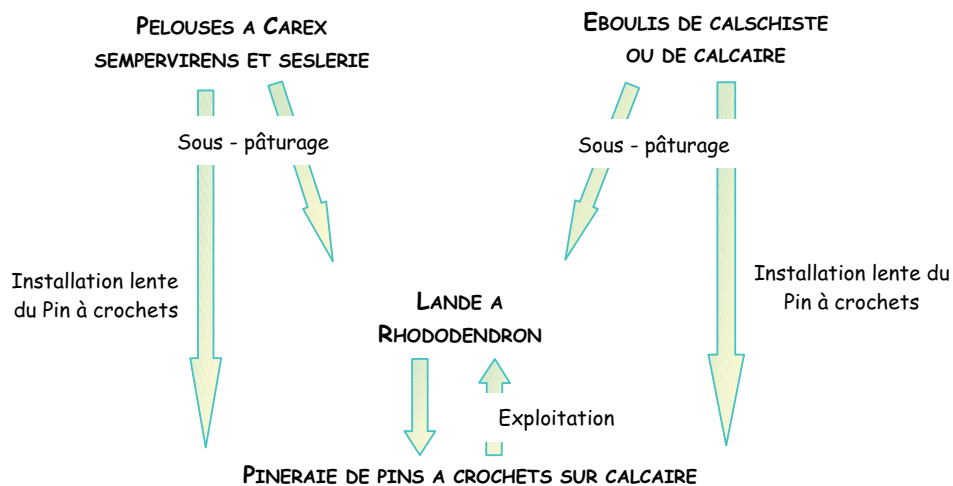 PELOUSES A CAREX
SEMPERVIRENS ET SESLERIE
EBOULIS DE CALSCHISTE
OU DE CALCAIRE
Sous - pâturage
Sous - pâturage
Installation lente
du Pin à crochets
Installation lente du
Pin à crochets
LANDE A
RHODODENDRON
Exploitation
PINERAIE DE PINS A CROCHETS SUR CALCAIRE